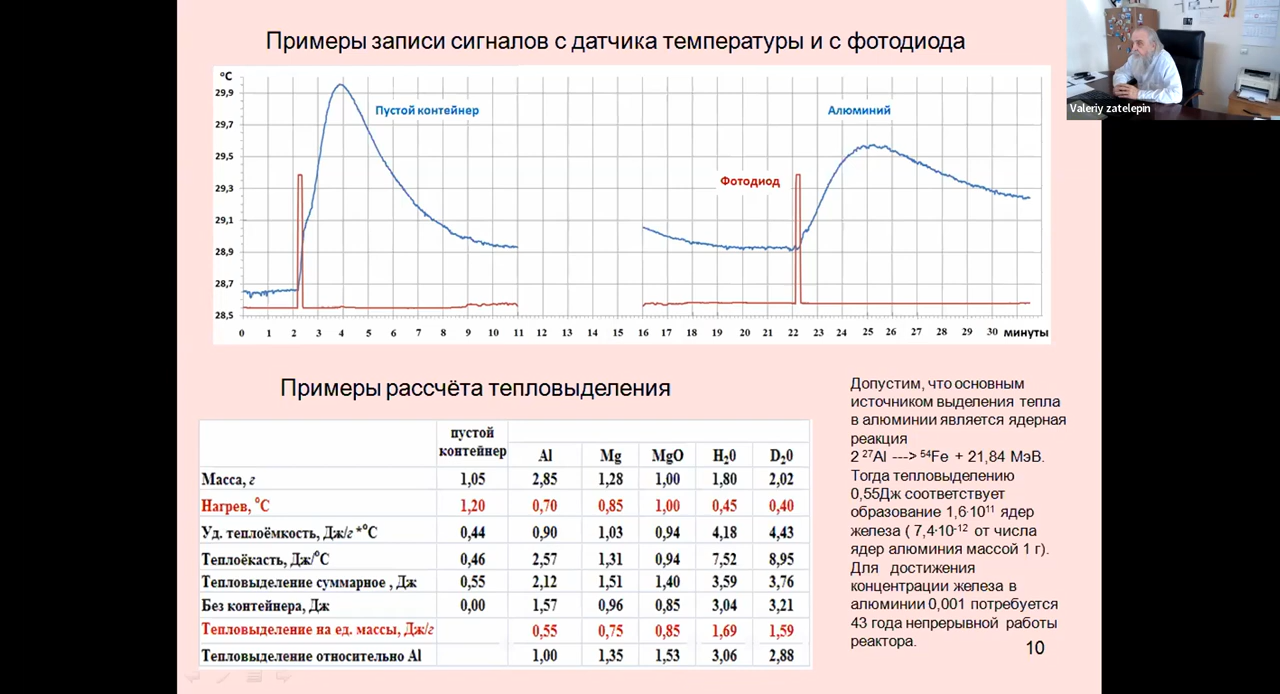 Примеры записи сигналов с датчика температуры и с фотодиода
Valeriy zatelepin
ºС
29,9
29,7
29,5
29,3
29,1
28,9
28,7
28,5
Пустой контейнер
Алюминий
Фотодиод
0 1 2 3 4 5 6 7 8 9 10 11 12 13 14 15 16 17 18 19 20 21 22 23 24 25 26 27 28 29 30 минуты
Примеры рассчёта тепловыделения
пустой
контейнер Al Mg MgO H₂0 D₂0
Масса, г 1,05 2,85 1,28 1,00 1,80 2,02
Нагрев, ºС 1,20 0,70 0,85 1,00 0,45 0,40
Уд. теплоёмкость, Дж/г *ºС 0,44 0,90 1,03 0,94 4,18 4,43
Теплоёкасть, Дж/ºС 0,46 2,57 1,31 0,94 7,52 8,95
Тепловыделение суммарное , Дж 0,55 2,12 1,51 1,40 3,59 3,76
Без контейнера, Дж 0,00 1,57 0,96 0,85 3,04 3,21
Тепловыделение на ед. массы, Дж/г 0,55 0,75 0,85 1,69 1,59
Тепловыделение относительно Al 1,00 1,35 1,53 3,06 2,88
Допустим, что основным
источником выделения тепла
в алюминии является ядерная
реакция
2 ²⁷Al ---> ⁵⁴Fe + 21,84 МэВ.
Тогда тепловыделению
0,55Дж соответствует
образование 1,6·10¹¹ ядер
железа ( 7,4·10⁻¹² от числа
ядер алюминия массой 1 г).
Для достижения
концентрации железа в
алюминии 0,001 потребуется
43 года непрерывной работы
реактора.
10